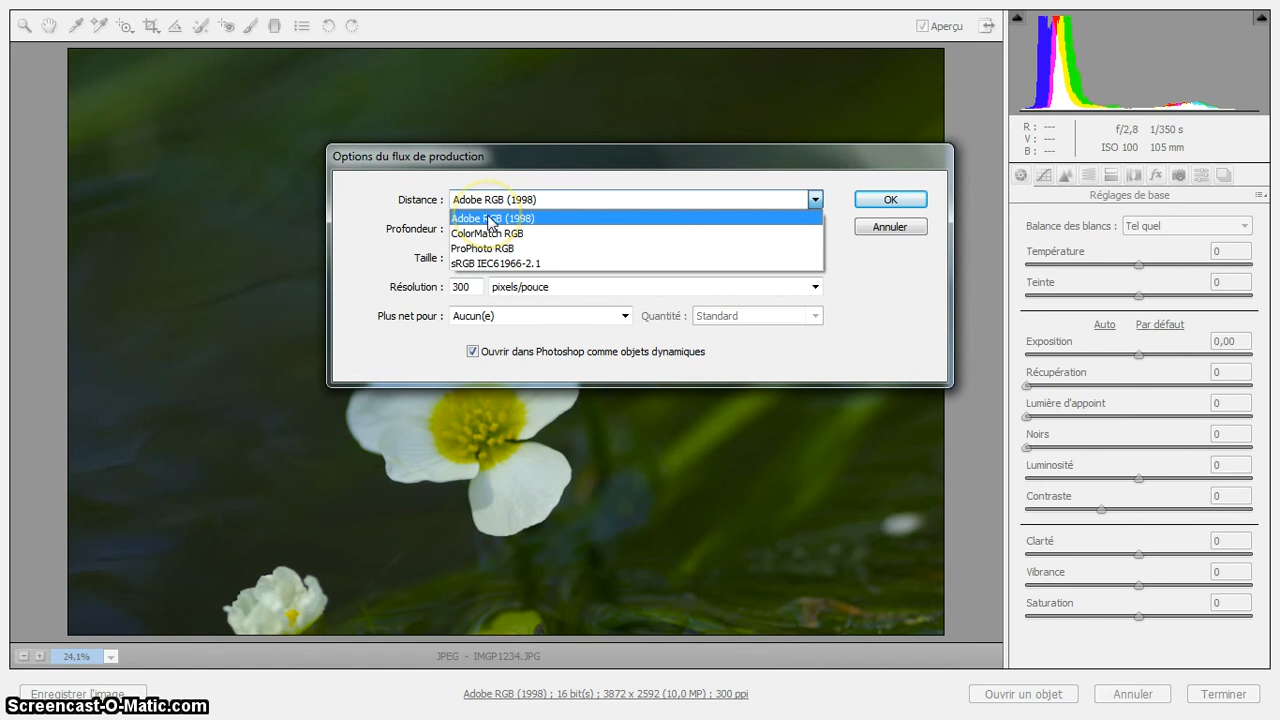 Aperçu
Options du flux de production
Distance : Adobe RGB (1998)
OK
Adobe RGB (1998)
Profondeur :
ColorMatch RGB
Annuler
ProPhoto RGB
Taille :
sRGB IEC61966-2.1
Résolution : 300 pixels/pouce
Plus net pour : Aucun(e) Quantité : Standard
Ouvrir dans Photoshop comme objets dynamiques
R : ---
V : ---
B : ---
f/2,8 1/350 s
ISO 100 105 mm
Réglages de base
Balance des blancs : Tel quel
Température
Teinte
Auto Par défaut
Exposition 0,00
Récupération 0
Lumière d'appoint 0
Noirs 0
Luminosité 0
Contraste 0
Clarté 0
Vibrance 0
Saturation 0
24,1%
JPEG - IMGP1234.JPG
Enregistrer l'image...
Adobe RGB (1998) ; 16 bit(s) ; 3872 x 2592 (10,0 MP) ; 300 ppi
Ouvrir un objet
Annuler
Terminer
Screencast-O-Matic.com